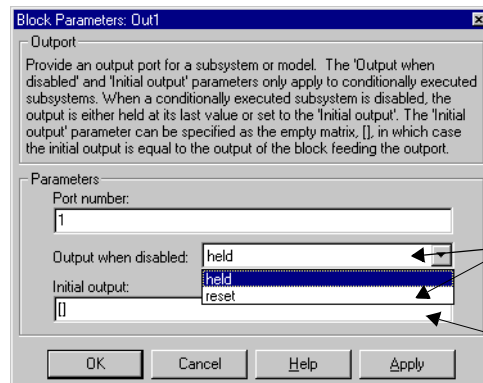 Block Parameters: Out1
Outport
Provide an output port for a subsystem or model. The 'Output when
disabled' and 'Initial output' parameters only apply to conditionally executed
subsystems. When a conditionally executed subsystem is disabled, the
output is either held at its last value or set to the 'Initial output'. The 'Initial
output' parameter can be specified as the empty matrix, [], in which case
the initial output is equal to the output of the block feeding the outport.
Parameters
Port number:
1
Output when disabled: held
held
reset
Initial output:
[]
OK Cancel Help Apply